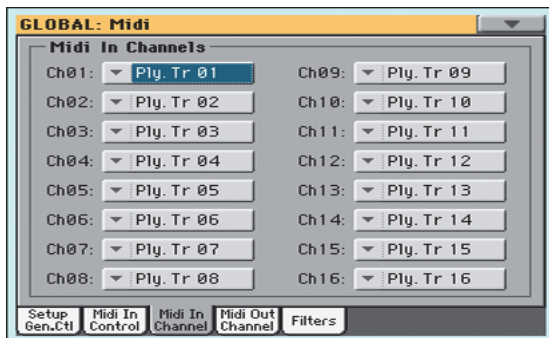 GLOBAL: Midi
Midi In Channels
Ch01: Ply. Tr 01 Ch09: Ply. Tr 09
Ch02: Ply. Tr 02 Ch10: Ply. Tr 10
Ch03: Ply. Tr 03 Ch11: Ply. Tr 11
Ch04: Ply. Tr 04 Ch12: Ply. Tr 12
Ch05: Ply. Tr 05 Ch13: Ply. Tr 13
Ch06: Ply. Tr 06 Ch14: Ply. Tr 14
Ch07: Ply. Tr 07 Ch15: Ply. Tr 15
Ch08: Ply. Tr 08 Ch16: Ply. Tr 16
Setup Gen.Ctl Midi In Control Midi In Channel Midi Out Channel Filters